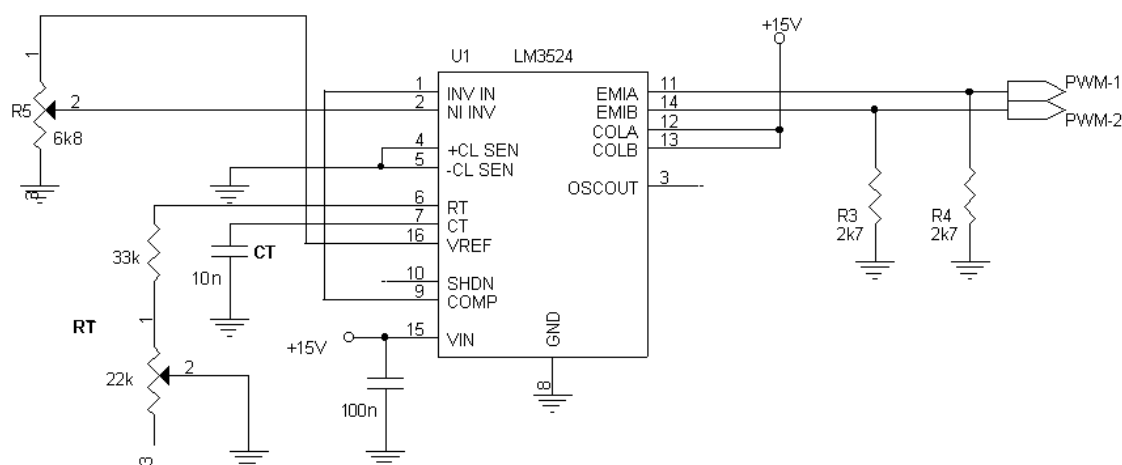 +15V
U1 LM3524
1
R5
2
6k8
3
1 INV IN
2 NI INV
4 +CL SEN
5 -CL SEN
6 RT
7 CT
16 VREF
10 SHDN
9 COMP
15 VIN
GND
8
EMIA 11
EMIB 14
COLA 12
COLB 13
OSCOUT 3
PWM-1
PWM-2
R3
2k7
R4
2k7
33k
CT
10n
RT
1
22k
2
3
+15V
100n